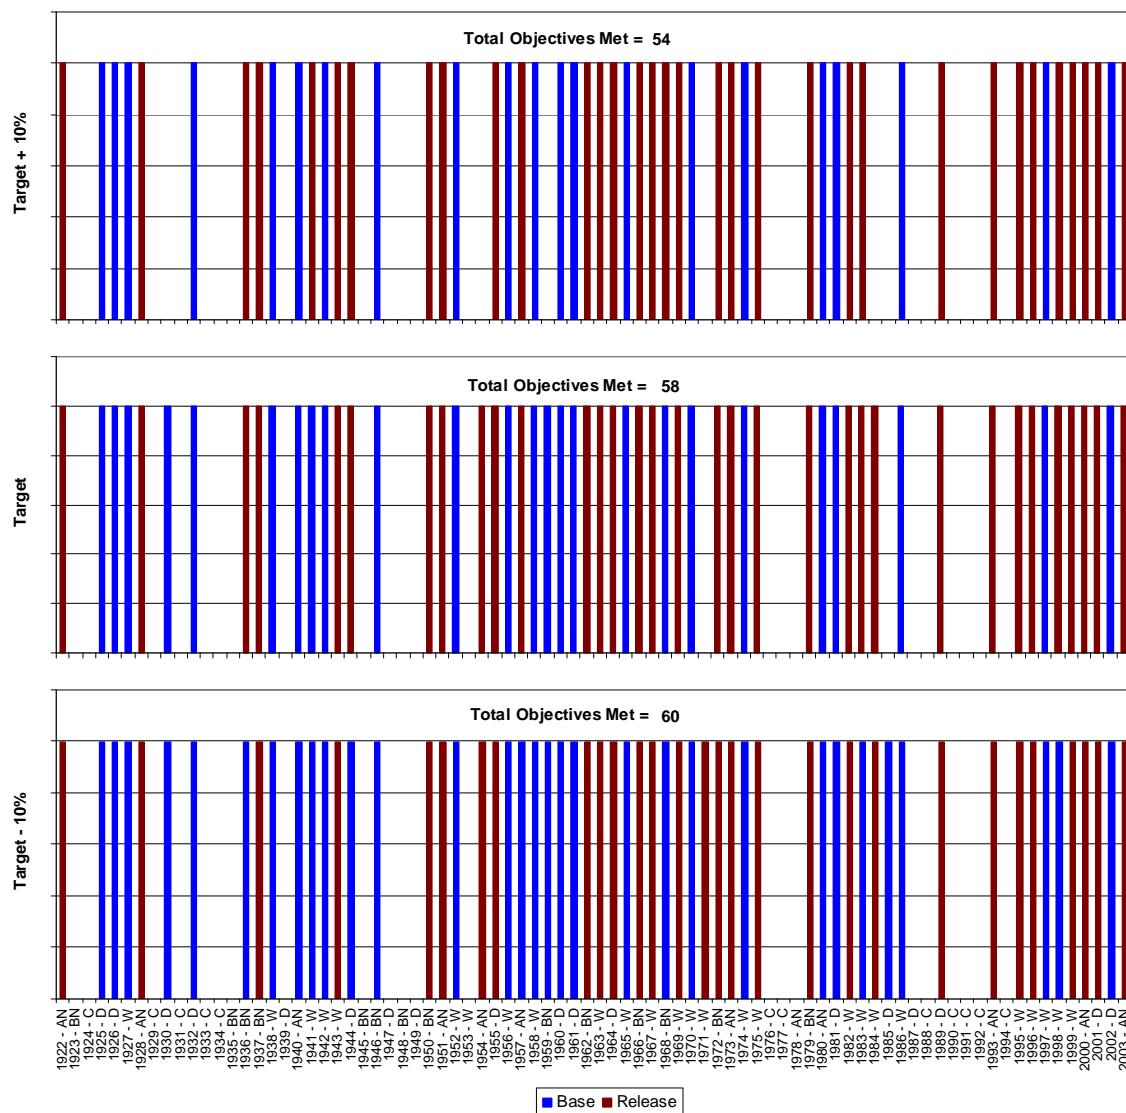 Total Objectives Met = 54
Target + 10%
Total Objectives Met = 58
Target
Total Objectives Met = 60
Target - 10%
1922 - AN
1923 - BN
1924 - C
1925 - D
1926 - D
1927 - W
1928 - AN
1929 - C
1930 - D
1931 - C
1932 - D
1933 - C
1934 - C
1935 - BN
1936 - BN
1937 - BN
1938 - W
1939 - D
1940 - AN
1941 - W
1942 - W
1943 - W
1944 - D
1945 - BN
1946 - BN
1947 - D
1948 - BN
1949 - D
1950 - BN
1951 - AN
1952 - W
1953 - W
1954 - AN
1955 - D
1956 - W
1957 - AN
1958 - W
1959 - BN
1960 - D
1961 - D
1962 - BN
1963 - W
1964 - D
1965 - W
1966 - BN
1967 - W
1968 - BN
1969 - W
1970 - W
1971 - W
1972 - BN
1973 - AN
1974 - W
1975 - W
1976 - C
1977 - C
1978 - AN
1979 - BN
1980 - AN
1981 - D
1982 - W
1983 - W
1984 - W
1985 - D
1986 - W
1987 - D
1988 - C
1989 - D
1990 - C
1991 - C
1992 - C
1993 - AN
1994 - C
1995 - W
1996 - W
1997 - W
1998 - W
1999 - W
2000 - AN
2001 - D
2002 - D
2003 - AN
Base Release